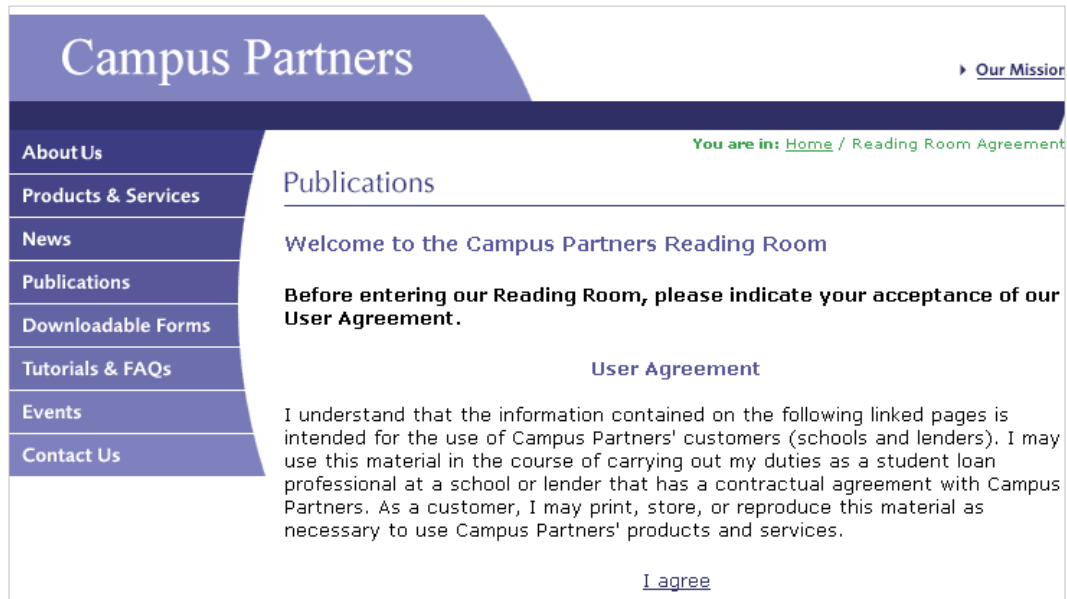 Campus Partners
Our Mission
You are in: Home / Reading Room Agreement
About Us
Products & Services
News
Publications
Downloadable Forms
Tutorials & FAQs
Events
Contact Us
Publications
Welcome to the Campus Partners Reading Room
Before entering our Reading Room, please indicate your acceptance of our
User Agreement.
User Agreement
I understand that the information contained on the following linked pages is
intended for the use of Campus Partners' customers (schools and lenders). I may
use this material in the course of carrying out my duties as a student loan
professional at a school or lender that has a contractual agreement with Campus
Partners. As a customer, I may print, store, or reproduce this material as
necessary to use Campus Partners' products and services.
I agree